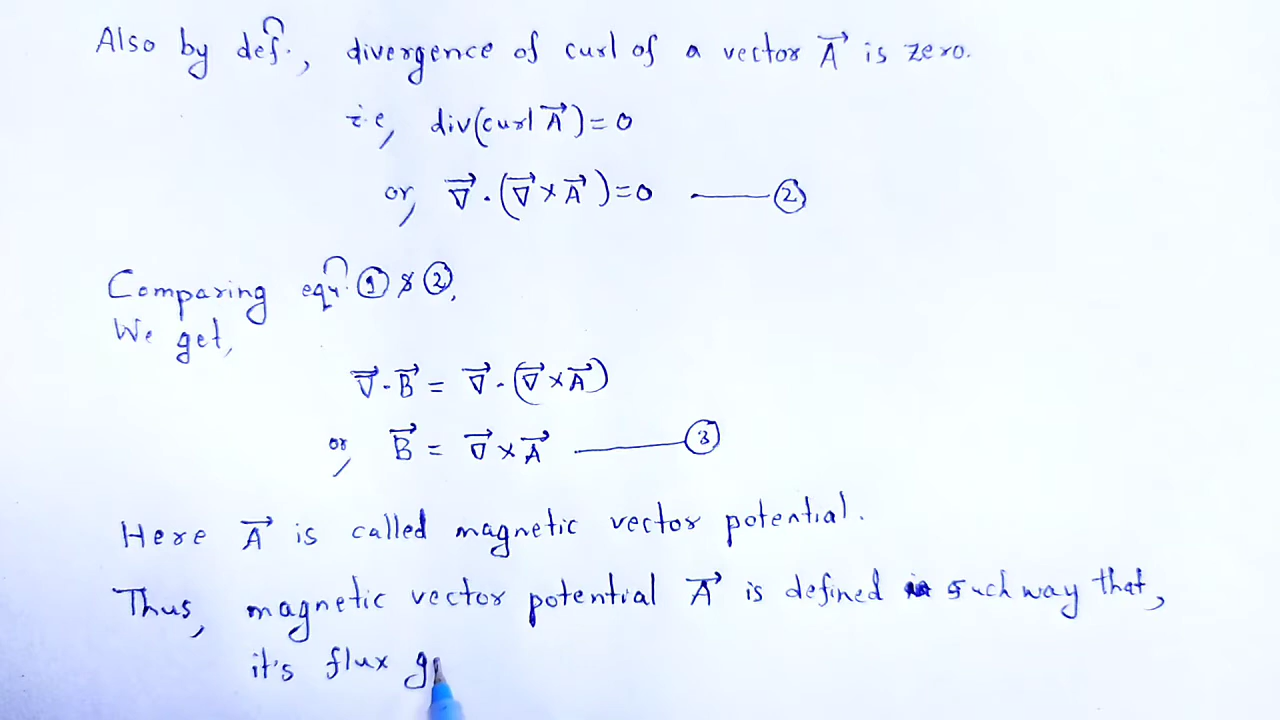 Also by defⁿ., divergence of curl of a vector A⃗ is zero.
i.e, div(curl A⃗) = 0
or, ∇⃗ . (∇⃗ × A⃗) = 0 —— ②
Comparing equⁿ. ① & ②,
We get,
∇⃗ . B⃗ = ∇⃗ . (∇⃗ × A⃗)
or, B⃗ = ∇⃗ × A⃗ —— ③
Here A⃗ is called magnetic vector potential.
Thus, magnetic vector potential A⃗ is defined such way that,
it's flux